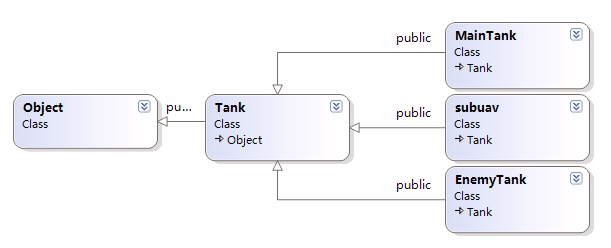 Object
Class
pu...
Tank
Class
Object
public
MainTank
Class
Tank
public
subuav
Class
Tank
public
EnemyTank
Class
Tank